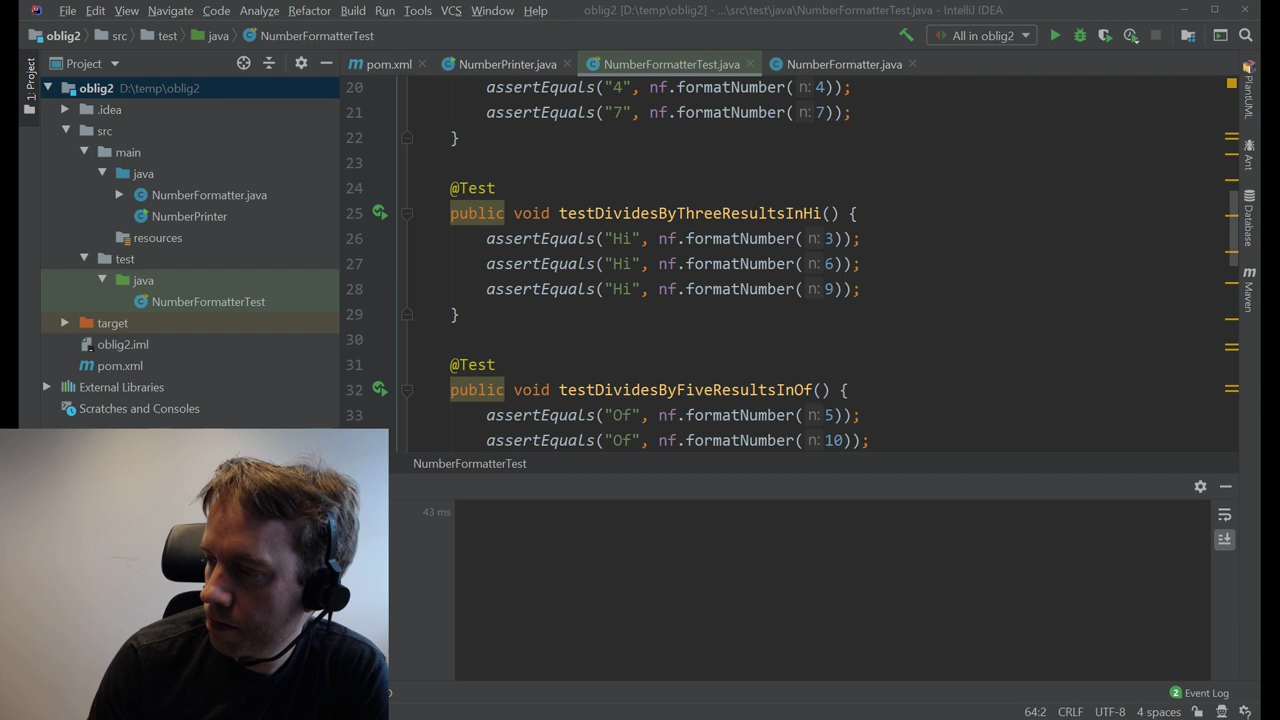 File Edit View Navigate Code Analyze Refactor Build Run Tools VCS Window Help oblig2 [D:\temp\oblig2] - ...\src\test\java\NumberFormatterTest.java - IntelliJ IDEA
oblig2 src test java NumberFormatterTest All in oblig2
Project
pom.xml NumberPrinter.java NumberFormatterTest.java NumberFormatter.java
1: Project
oblig2 D:\temp\oblig2
.idea
src
main
java
NumberFormatter.java
NumberPrinter
resources
test
java
NumberFormatterTest
target
oblig2.iml
pom.xml
External Libraries
Scratches and Consoles
20 assertEquals("4", nf.formatNumber( n: 4));
21 assertEquals("7", nf.formatNumber( n: 7));
22 }
23
24 @Test
25 public void testDividesByThreeResultsInHi() {
26 assertEquals("Hi", nf.formatNumber( n: 3));
27 assertEquals("Hi", nf.formatNumber( n: 6));
28 assertEquals("Hi", nf.formatNumber( n: 9));
29 }
30
31 @Test
32 public void testDividesByFiveResultsInOf() {
33 assertEquals("Of", nf.formatNumber( n: 5));
assertEquals("Of", nf.formatNumber( n: 10));
NumberFormatterTest
PlantUML
Ant
Database
Maven
43 ms
2 Event Log
64:2 CRLF UTF-8 4 spaces